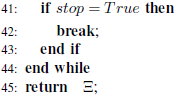 41: if stop = True then
42: break;
43: end if
44: end while
45: return Ξ;